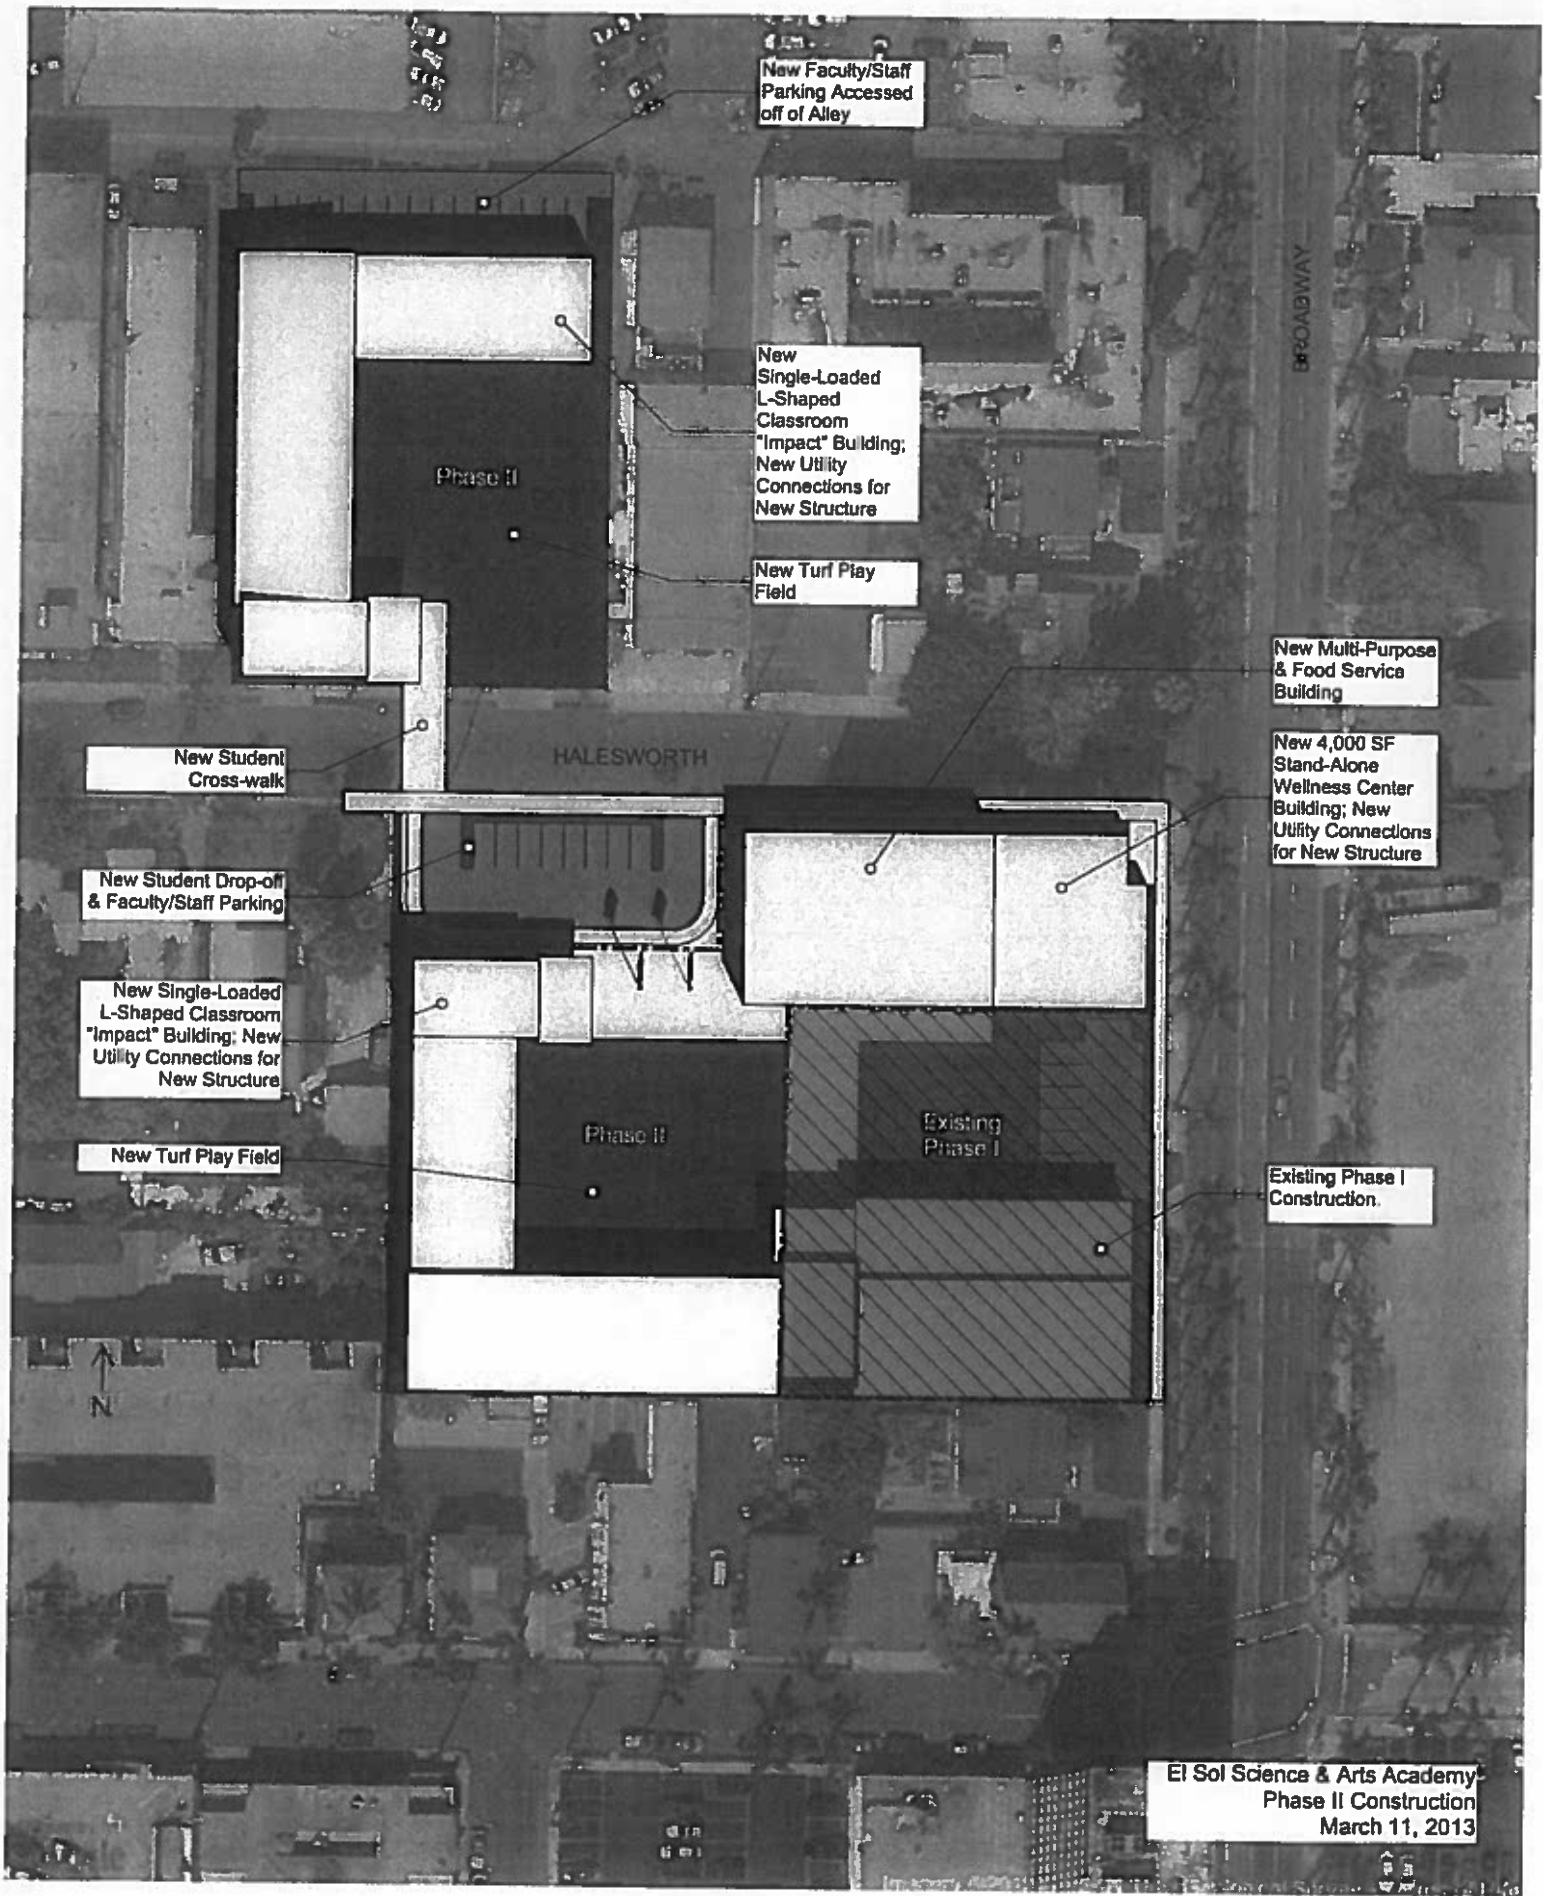 New Faculty/Staff
Parking Accessed
off of Alley
BROADWAY
New
Single-Loaded
L-Shaped
Classroom
"Impact" Building;
New Utility
Connections for
New Structure
Phase II
New Turf Play
Field
New Multi-Purpose
& Food Service
Building
New Student
Cross-walk
HALESWORTH
New 4,000 SF
Stand-Alone
Wellness Center
Building; New
Utility Connections
for New Structure
New Student Drop-off
& Faculty/Staff Parking
New Single-Loaded
L-Shaped Classroom
"Impact" Building; New
Utility Connections for
New Structure
Phase II
Existing
Phase I
New Turf Play Field
Existing Phase I
Construction
N
El Sol Science & Arts Academy
Phase II Construction
March 11, 2013